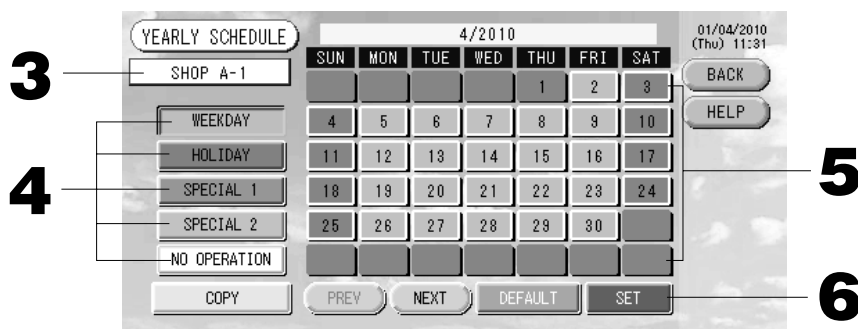 YEARLY SCHEDULE
4/2010
01/04/2010
(Thu) 11:31
3
SHOP A-1
SUN MON TUE WED THU FRI SAT
BACK
1 2 3
HELP
WEEKDAY
4 5 6 7 8 9 10
HOLIDAY
11 12 13 14 15 16 17
4
5
SPECIAL 1
18 19 20 21 22 23 24
SPECIAL 2
25 26 27 28 29 30
NO OPERATION
COPY
PREV NEXT DEFAULT SET
6